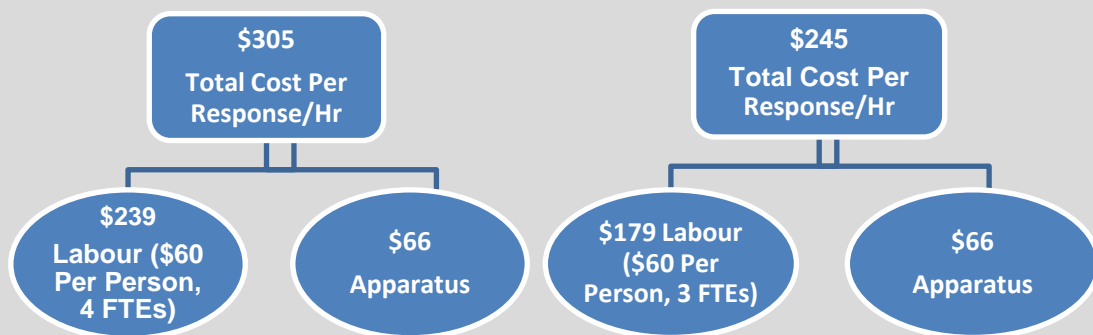 $305
Total Cost Per
Response/Hr
$239
Labour ($60
Per Person,
4 FTEs)
$66
Apparatus
$245
Total Cost Per
Response/Hr
$179 Labour
($60 Per
Person, 3 FTEs)
$66
Apparatus